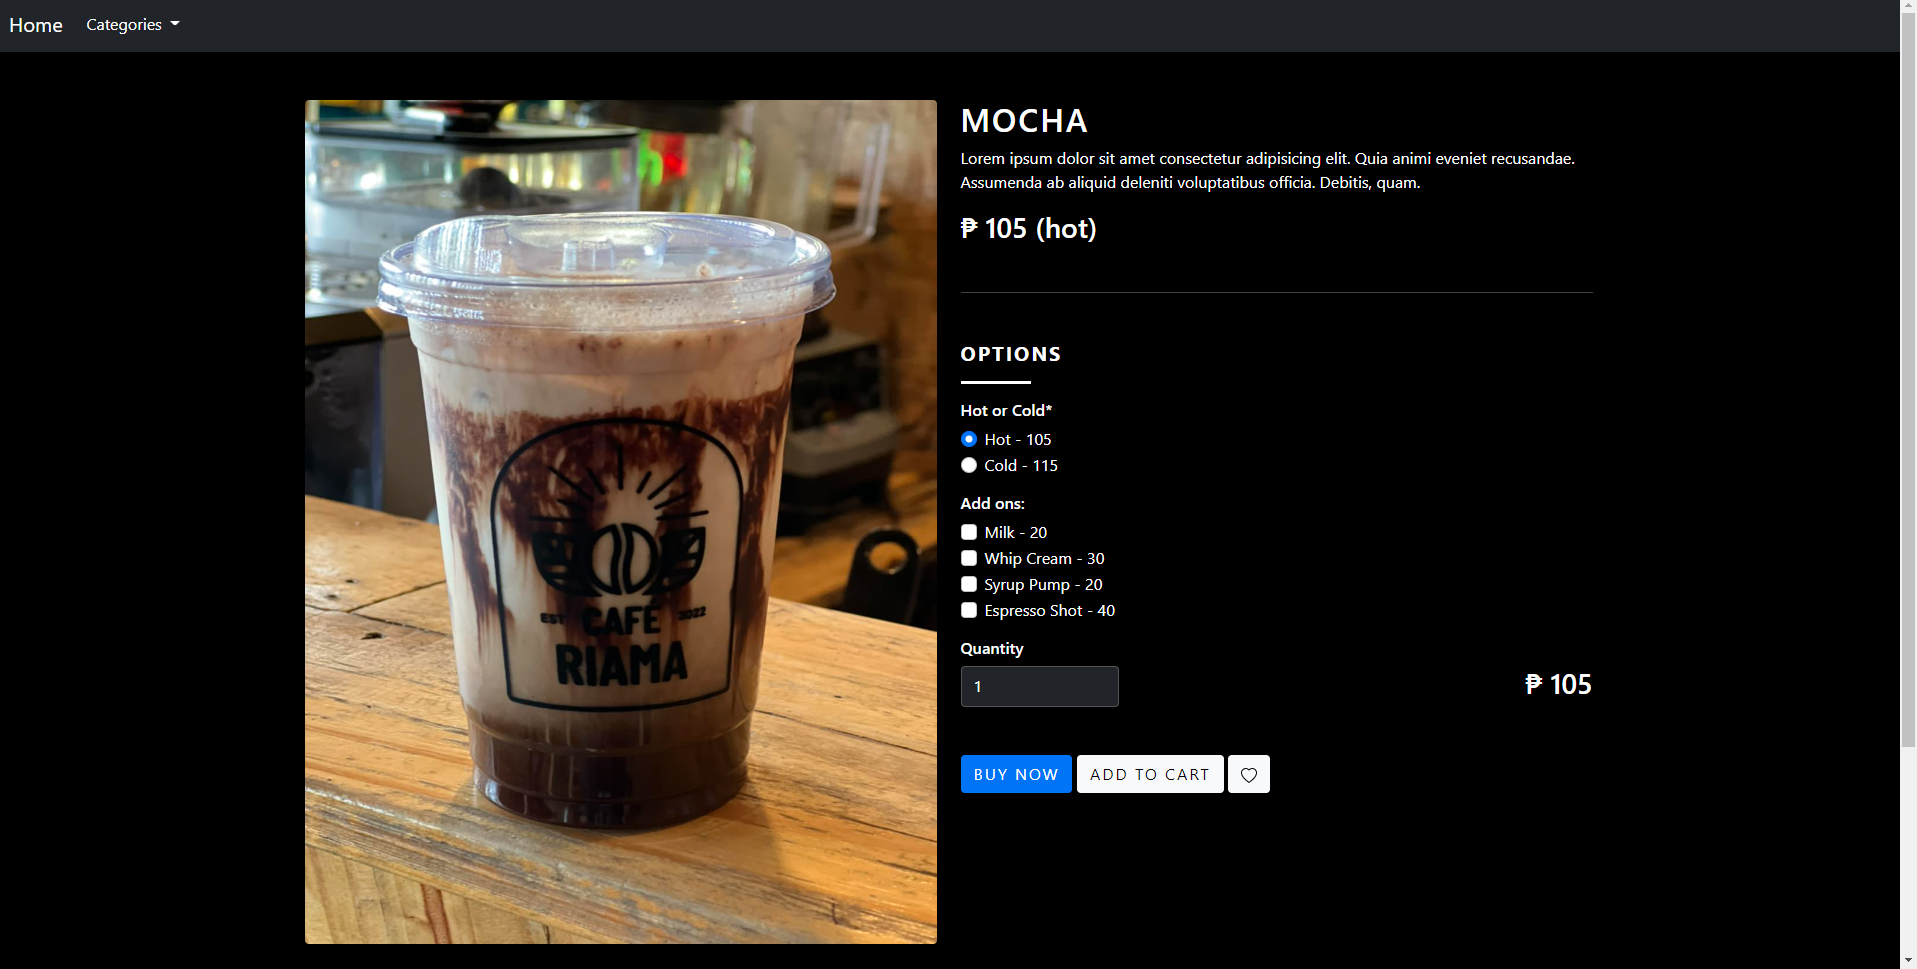 Home Categories
MOCHA
Lorem ipsum dolor sit amet consectetur adipisicing elit. Quia animi eveniet recusandae.
Assumenda ab aliquid deleniti voluptatibus officia. Debitis, quam.
₱ 105 (hot)
OPTIONS
Hot or Cold*
Hot - 105
Cold - 115
Add ons:
Milk - 20
Whip Cream - 30
Syrup Pump - 20
Espresso Shot - 40
Quantity
1
₱ 105
BUY NOW ADD TO CART
EST 2022
CAFÉ
RIAMA